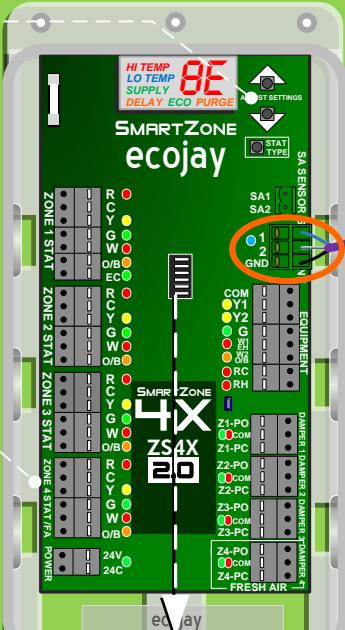 HI TEMP
LO TEMP
SUPPLY
DELAY ECO PURGE
8E
SMARTZONE
ecojay
STAT
TYPE
SA SENSOR
SA1
SA2
1
2
GND
ZONE 1 STAT
R
C
Y
G
W
O/B
EC
ZONE 2 STAT
R
C
Y
G
W
O/B
ZONE 3 STAT
R
C
Y
G
W
O/B
ZONE 4 STAT /FA
R
C
Y
G
W
O/B
POWER
24V
24C
EQUIPMENT
COM
Y1
Y2
G
W1
EH
W2
O/B
RC
RH
SMARTZONE
4X
ZS4X
2.0
DAMPER 1
Z1-PO
COM
Z1-PC
DAMPER 2
Z2-PO
COM
Z2-PC
DAMPER 3
Z3-PO
COM
Z3-PC
DAMPER 4
Z4-PO
COM
Z4-PC
FRESH AIR
ecojay